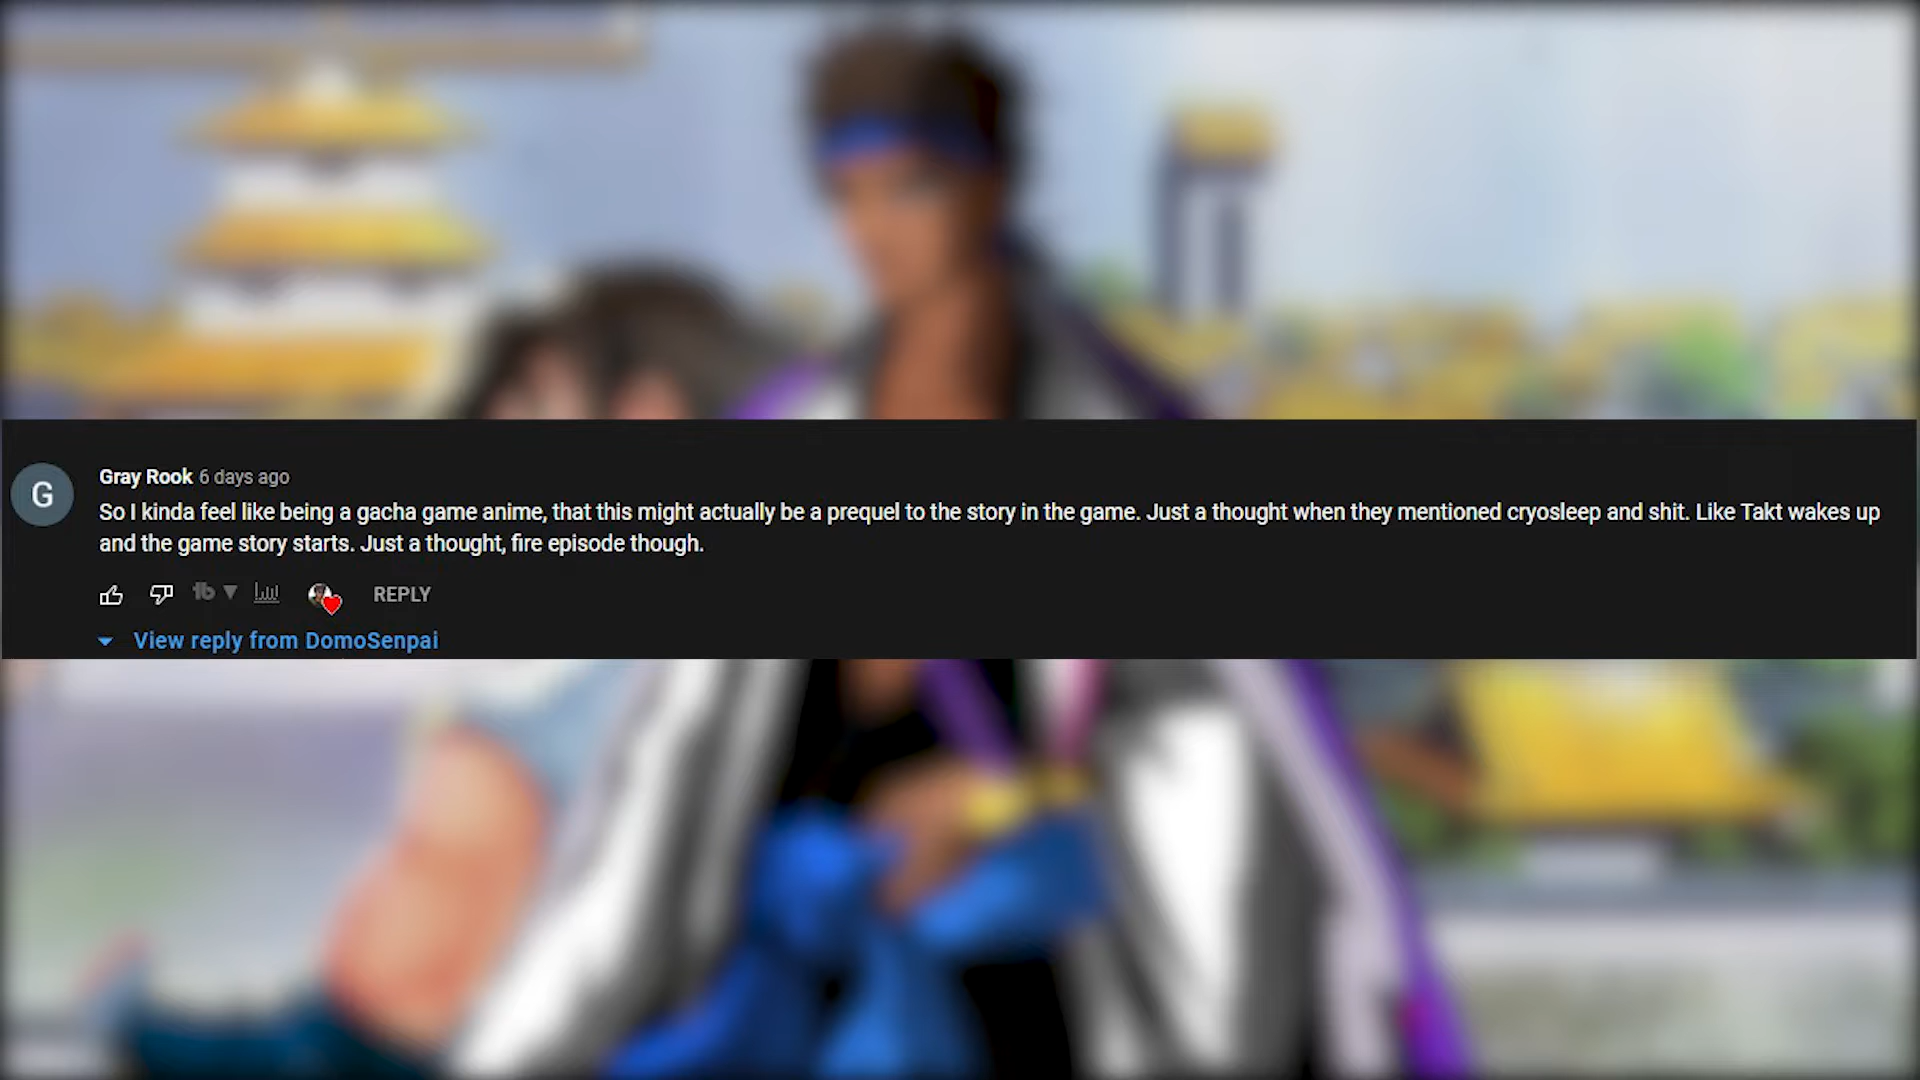 G
Gray Rook 6 days ago
So I kinda feel like being a gacha game anime, that this might actually be a prequel to the story in the game. Just a thought when they mentioned cryosleep and shit. Like Takt wakes up
and the game story starts. Just a thought, fire episode though.
REPLY
View reply from DomoSenpai